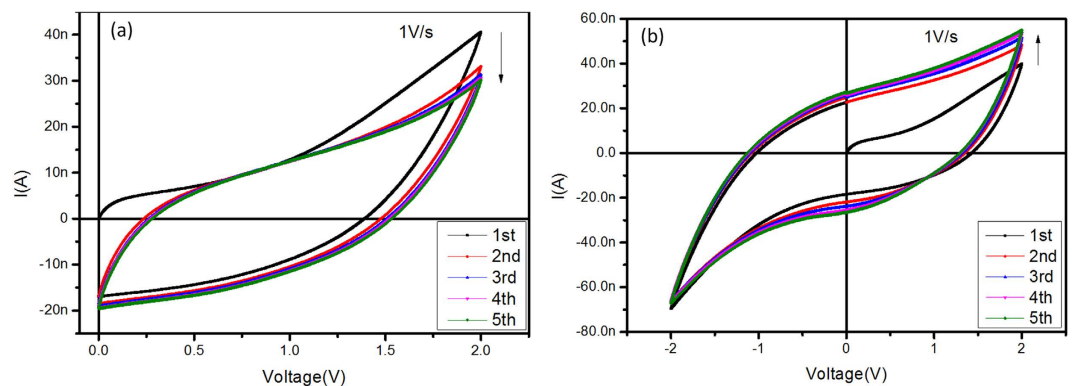 (a)
1V/s
40n
30n
20n
10n
0
-10n
-20n
I(A)
0.0
0.5
1.0
1.5
2.0
Voltage(V)
1st
2nd
3rd
4th
5th
(b)
1V/s
60.0n
40.0n
20.0n
0.0
-20.0n
-40.0n
-60.0n
-80.0n
I(A)
-2
-1
0
1
2
Voltage(V)
1st
2nd
3rd
4th
5th